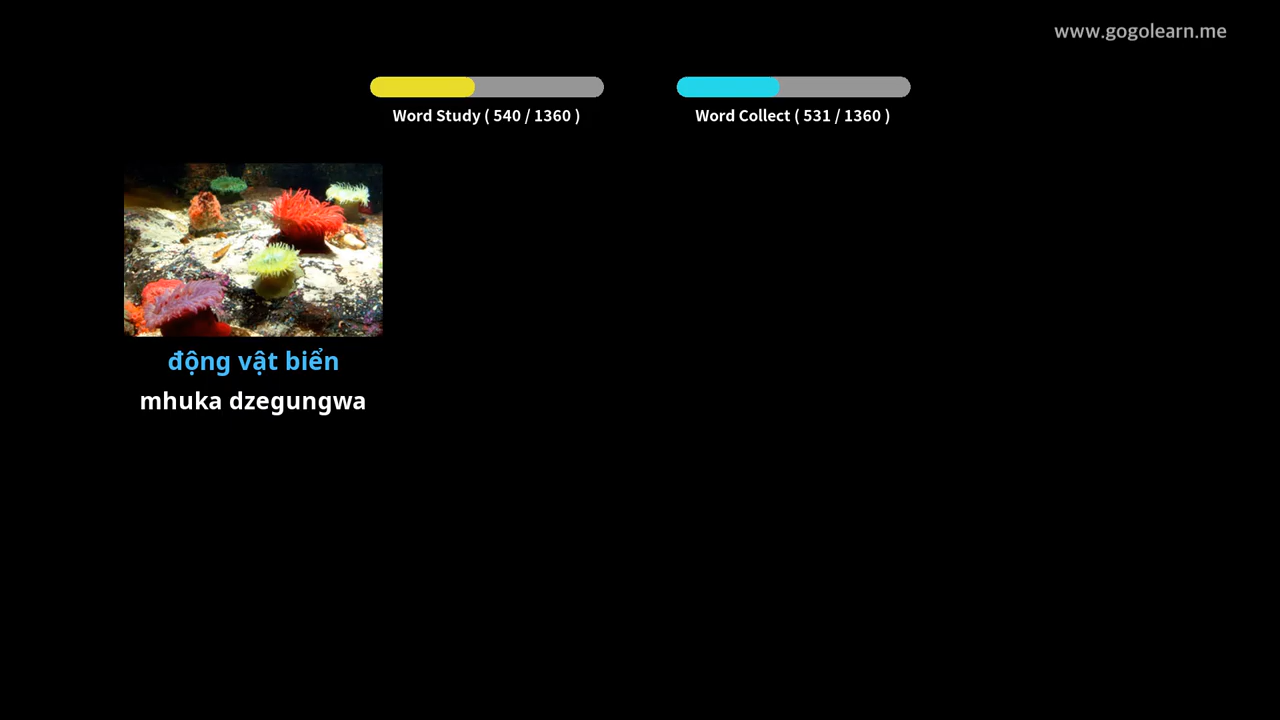 www.gogolearn.me
Word Study ( 540 / 1360 )
Word Collect ( 531 / 1360 )
động vật biển
mhuka dzegungwa